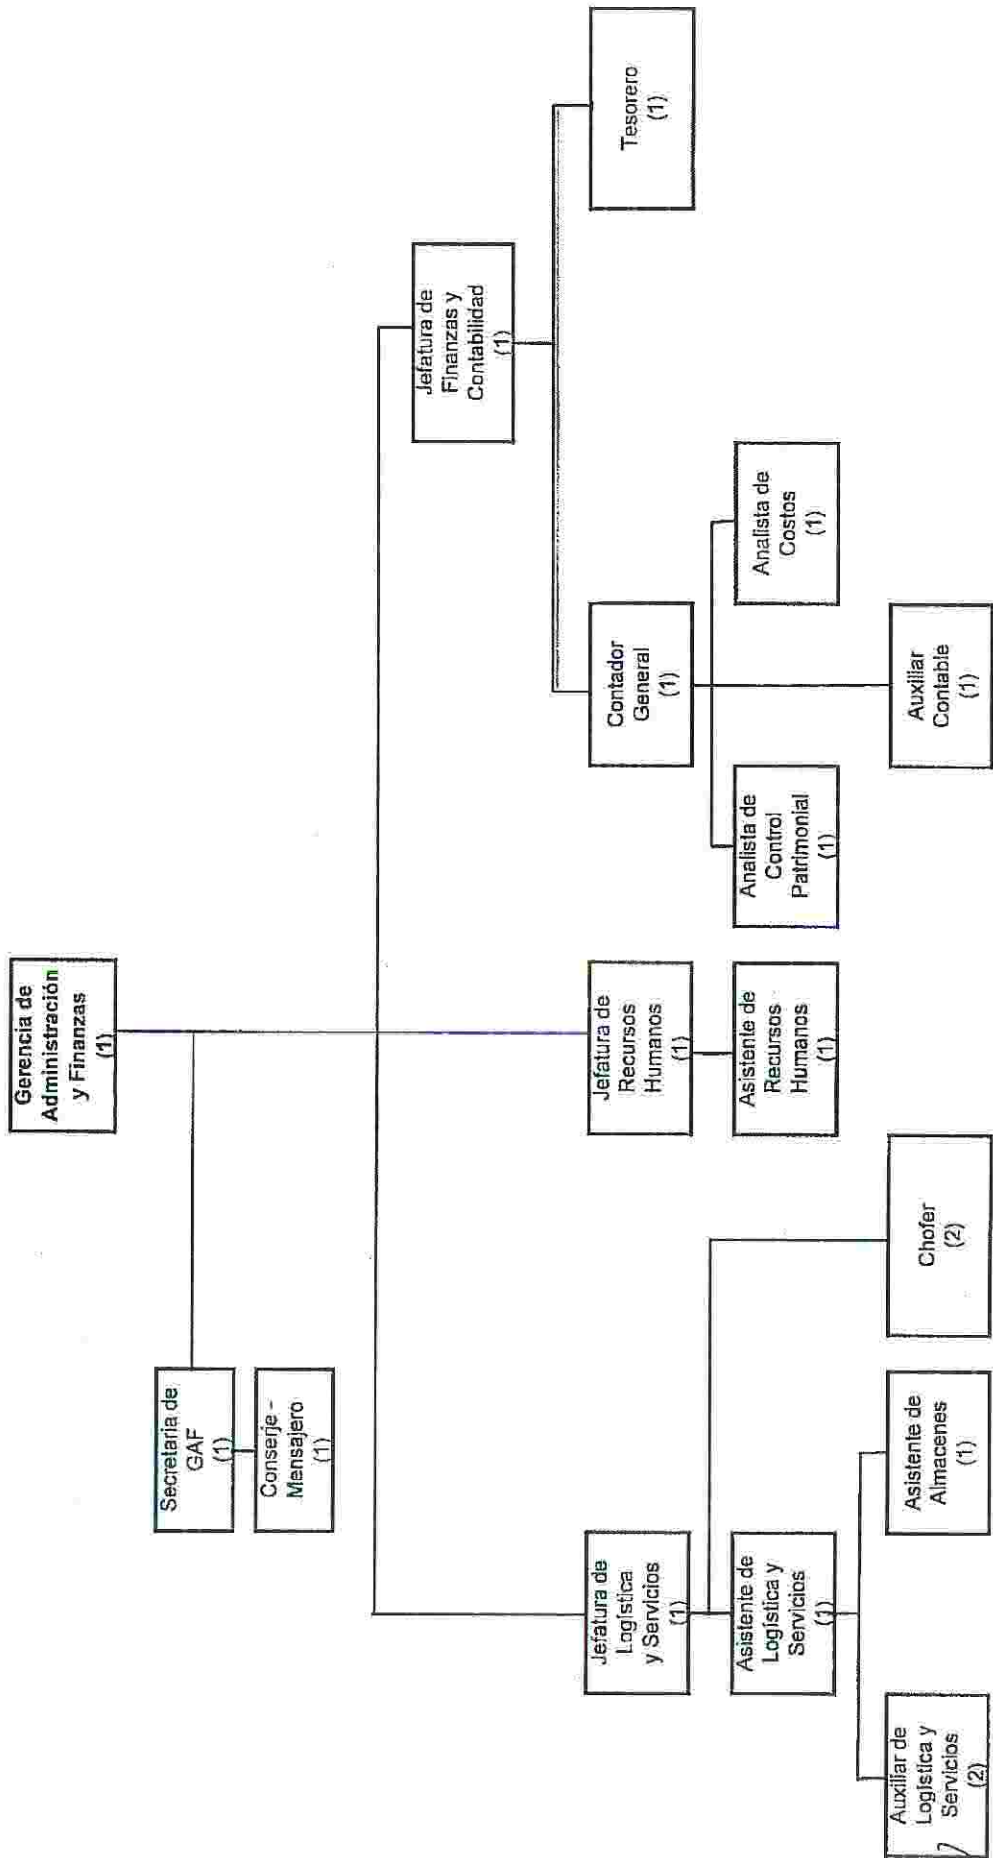 Gerencia de
Administración
y Finanzas
(1)
Secretaria de
GAF
(1)
Conserje -
Mensajero
(1)
Jefatura de
Finanzas y
Contabilidad
(1)
Jefatura de
Logística
y Servicios
(1)
Jefatura de
Recursos
Humanos
(1)
Contador
General
(1)
Tesorero
(1)
Asistente de
Logística y
Servicios
(1)
Asistente de
Recursos
Humanos
(1)
Analista de
Control
Patrimonial
(1)
Analista de
Costos
(1)
Auxiliar de
Logística y
Servicios
(2)
Asistente de
Almacenes
(1)
Chofer
(2)
Auxiliar
Contable
(1)